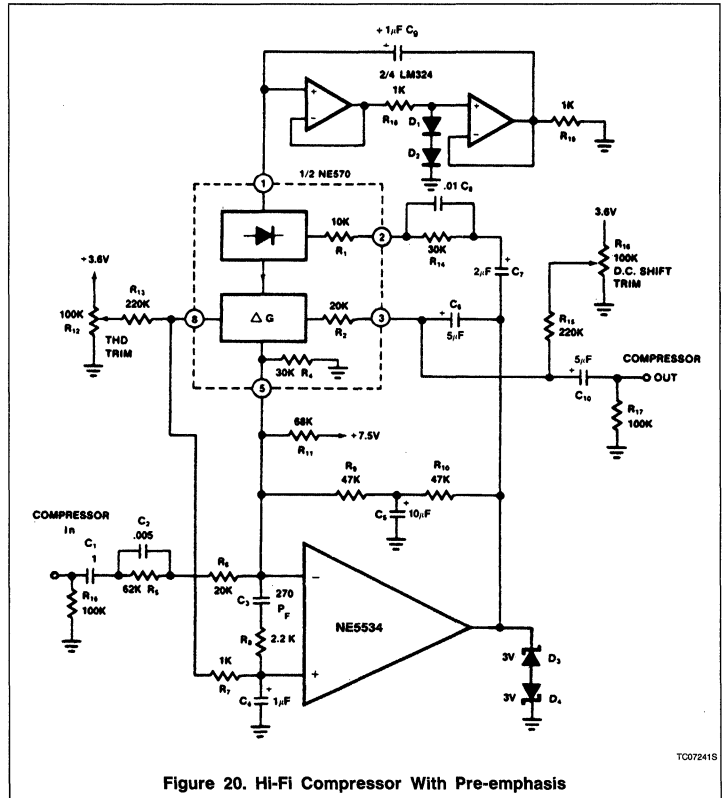 + 1μF C9
2/4 LM324
1K
R18
D1
D2
1K
R19
1/2 NE570
1
.01 C8
10K
R1
2
30K
R14
3.6V
R16
100K
D.C. SHIFT
TRIM
+
2μF C7
+3.6V
R13
220K
100K
R12
THD
TRIM
8
Δ G
20K
R2
3
C6
+
5μF
R15
220K
30K R4
5
5μF
+
C10
COMPRESSOR
OUT
R17
100K
68K
R11
+7.5V
R9
47K
R10
47K
C5
+
10μF
COMPRESSOR
In
C1
1
C2
.005
62K R5
R16
100K
R6
20K
C3
270
PF
R8
2.2 K
−
NE5534
+
1K
R7
C4
+
1μF
3V D3
3V D4
TC07241S
Figure 20. Hi-Fi Compressor With Pre-emphasis